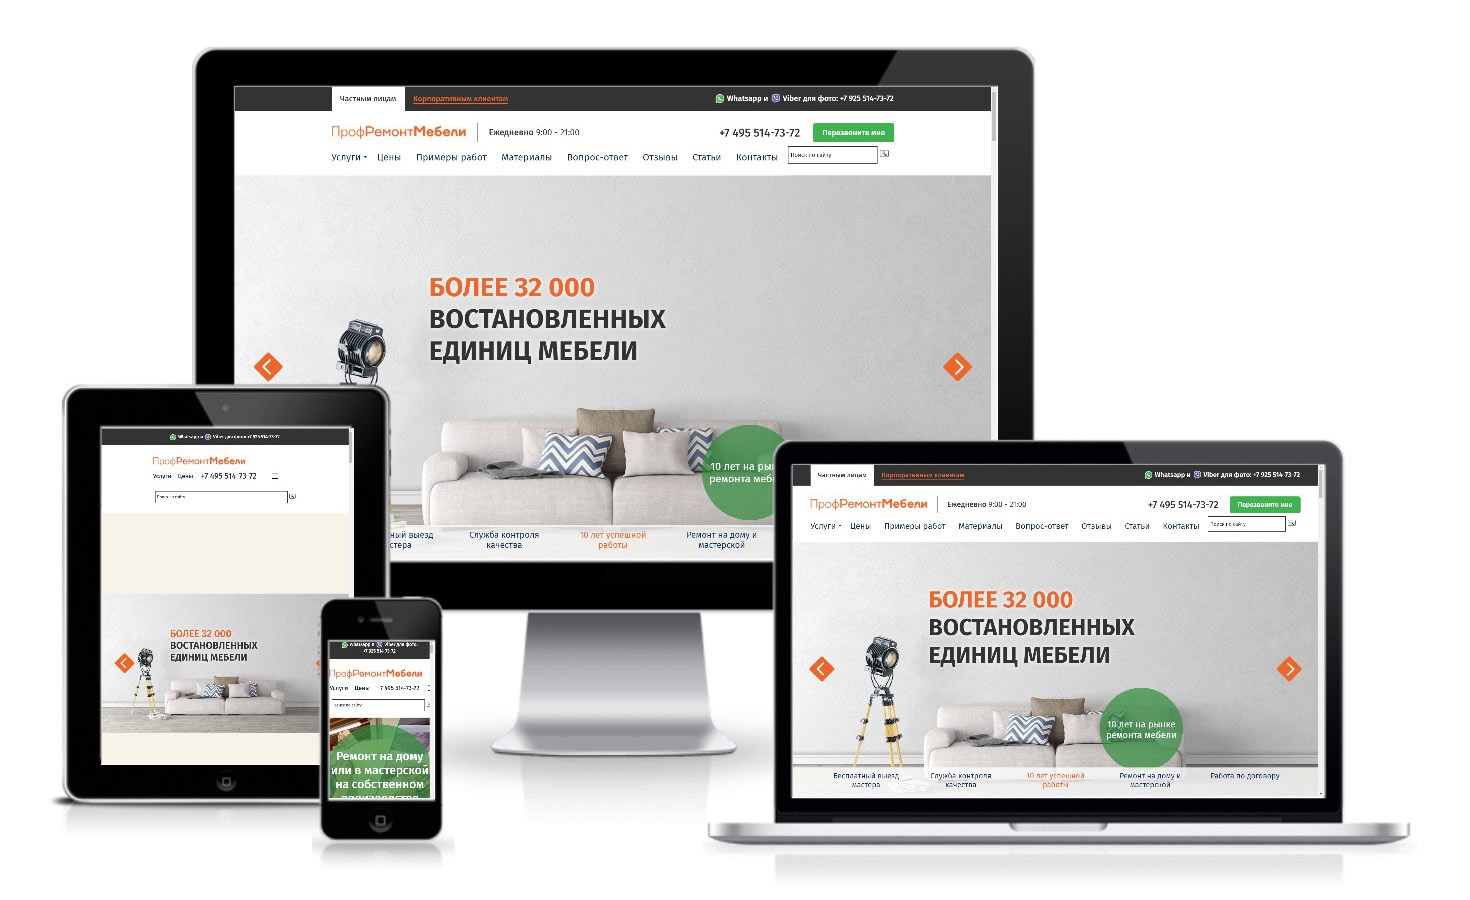 Частным лицам Корпоративным клиентам Whatsapp и Viber для фото: +7 925 514-73-72
ПрофРемонтМебели Ежедневно 9:00 - 21:00 +7 495 514-73-72 Перезвоните мне
Услуги Цены Примеры работ Материалы Вопрос-ответ Отзывы Статьи Контакты Поиск по сайту
БОЛЕЕ 32 000
ВОСТАНОВЛЕННЫХ
ЕДИНИЦ МЕБЕЛИ
10 лет на рын
ремонта мебе
ный выезд Служба контроля 10 лет успешной Ремонт на дому и
стера качества работы мастерской
Whatsapp и Viber для фото: +7 925 514-73-72
ПрофРемонтМебели
Услуги Цены +7 495 514-73-72
Поиск по сайту
БОЛЕЕ 32 000
ВОСТАНОВЛЕННЫХ
ЕДИНИЦ МЕБЕЛИ
Whatsapp и Viber для фото:
+7 925 514-73-72
ПрофРемонтМебели
Услуги Цены +7 495 514-73-72
Поиск по сайту
Ремонт на дому
или в мастерской
на собственном
производстве
Частным лицам Корпоративным клиентам Whatsapp и Viber для фото: +7 925 514-73-72
ПрофРемонтМебели Ежедневно 9:00 - 21:00 +7 495 514-73-72 Перезвоните мне
Услуги Цены Примеры работ Материалы Вопрос-ответ Отзывы Статьи Контакты Поиск по сайту
БОЛЕЕ 32 000
ВОСТАНОВЛЕННЫХ
ЕДИНИЦ МЕБЕЛИ
10 лет на рынке
ремонта мебели
Бесплатный выезд Служба контроля 10 лет успешной Ремонт на дому и Работа по договору
мастера качества работы мастерской